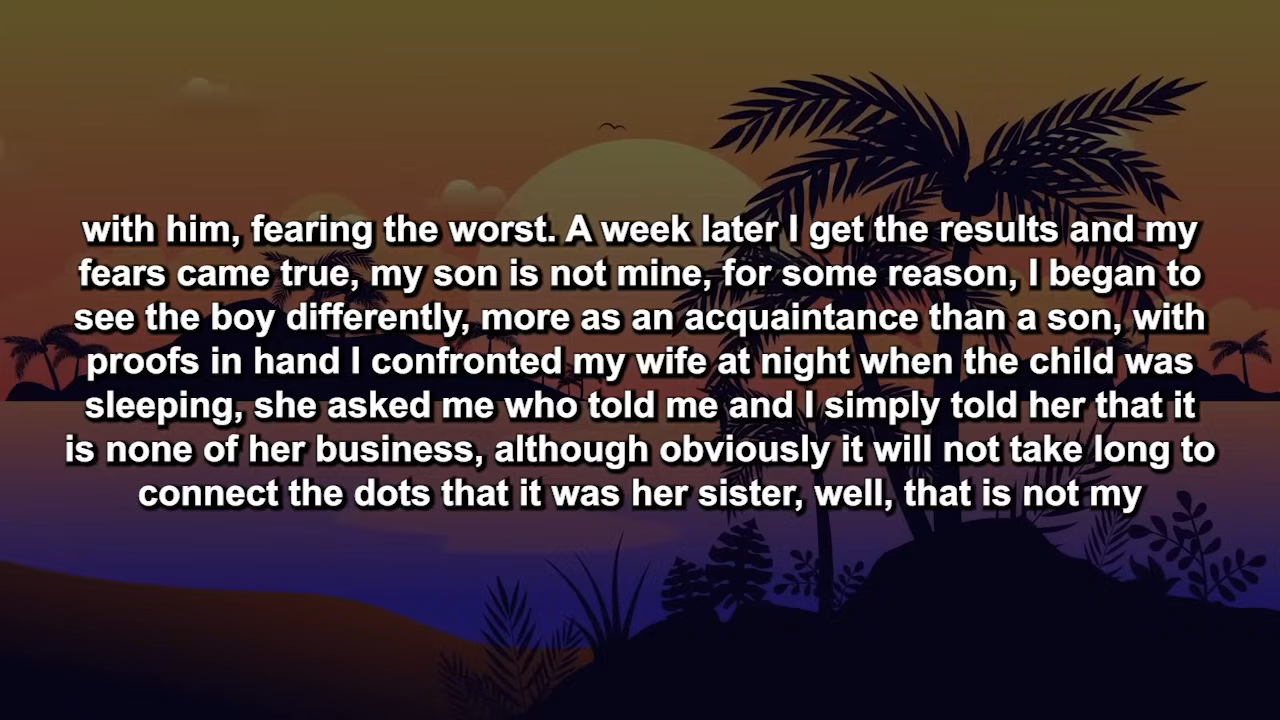 with him, fearing the worst. A week later I get the results and my
fears came true, my son is not mine, for some reason, I began to
see the boy differently, more as an acquaintance than a son, with
proofs in hand I confronted my wife at night when the child was
sleeping, she asked me who told me and I simply told her that it
is none of her business, although obviously it will not take long to
connect the dots that it was her sister, well, that is not my